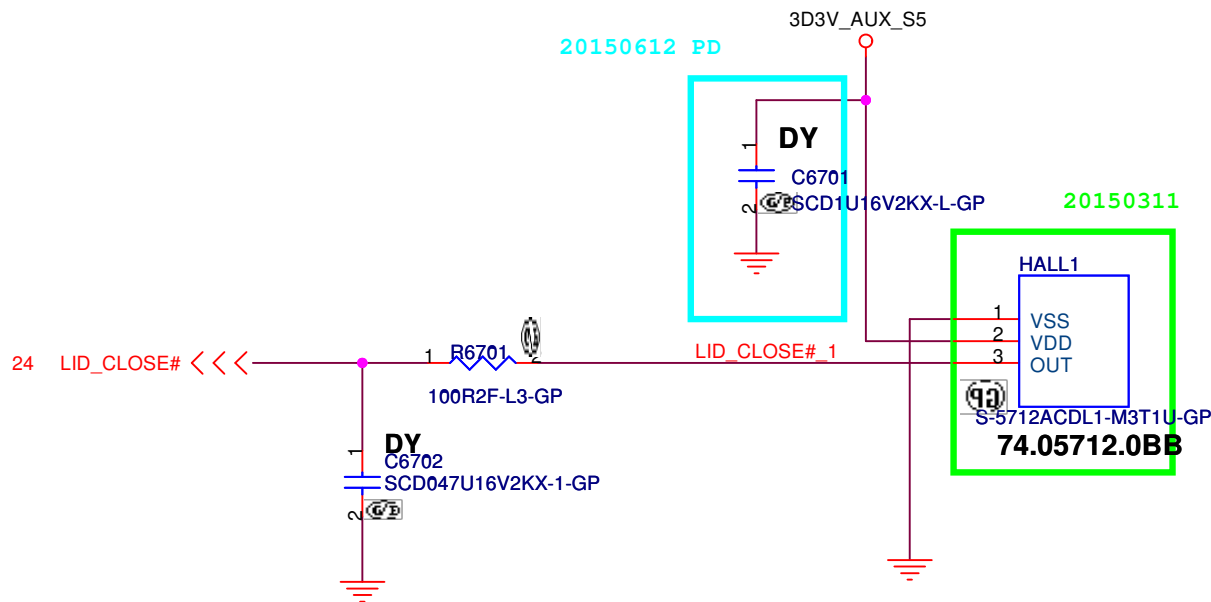 3D3V_AUX_S5
20150612 PD
DY
1
C6701
2
SCD1U16V2KX-L-GP
20150311
HALL1
1
VSS
2
VDD
3
OUT
24
LID_CLOSE#
1
R6701
2
LID_CLOSE#_1
100R2F-L3-GP
S-5712ACDL1-M3T1U-GP
74.05712.0BB
DY
1
C6702
SCD047U16V2KX-1-GP
2